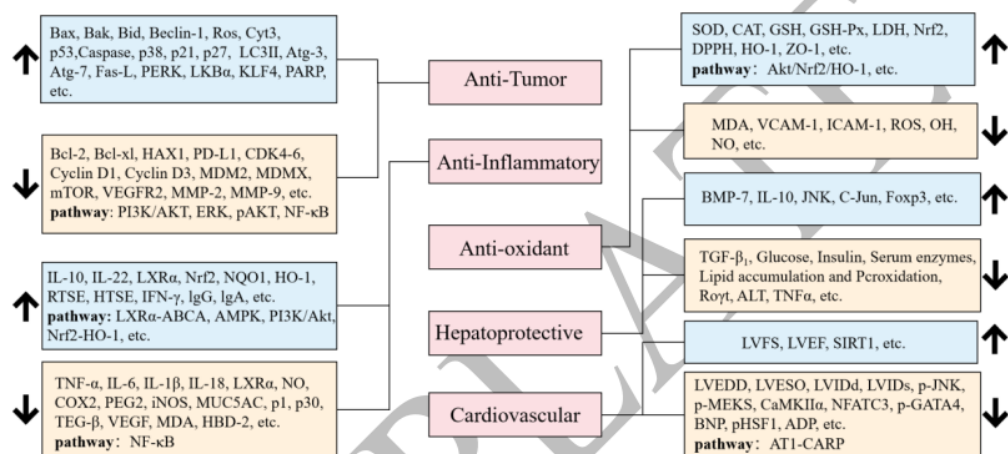 Bax, Bak, Bid, Beclin-1, Ros, Cyt3,
p53,Caspase, p38, p21, p27, LC3II, Atg-3,
Atg-7, Fas-L, PERK, LKBα, KLF4, PARP,
etc.
Bcl-2, Bcl-xl, HAX1, PD-L1, CDK4-6,
Cyclin D1, Cyclin D3, MDM2, MDMX,
mTOR, VEGFR2, MMP-2, MMP-9, etc.
pathway: PI3K/AKT, ERK, pAKT, NF-κB
IL-10, IL-22, LXRα, Nrf2, NQO1, HO-1,
RTSE, HTSE, IFN-γ, lgG, lgA, etc.
pathway: LXRα-ABCA, AMPK, PI3K/Akt,
Nrf2-HO-1, etc.
TNF-α, IL-6, IL-1β, IL-18, LXRα, NO,
COX2, PEG2, iNOS, MUC5AC, p1, p30,
TEG-β, VEGF, MDA, HBD-2, etc.
pathway: NF-κB
Anti-Tumor
Anti-Inflammatory
Anti-oxidant
Hepatoprotective
Cardiovascular
SOD, CAT, GSH, GSH-Px, LDH, Nrf2,
DPPH, HO-1, ZO-1, etc.
pathway: Akt/Nrf2/HO-1, etc.
MDA, VCAM-1, ICAM-1, ROS, OH,
NO, etc.
BMP-7, IL-10, JNK, C-Jun, Foxp3, etc.
TGF-β₁, Glucose, Insulin, Serum enzymes,
Lipid accumulation and Pcroxidation,
Roγt, ALT, TNFα, etc.
LVFS, LVEF, SIRT1, etc.
LVEDD, LVESO, LVIDd, LVIDs, p-JNK,
p-MEKS, CaMKIIα, NFATC3, p-GATA4,
BNP, pHSF1, ADP, etc.
pathway: AT1-CARP